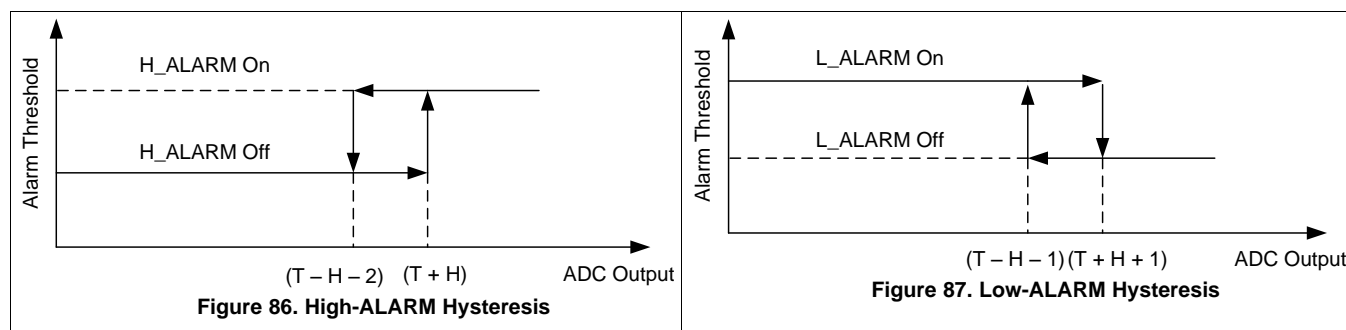 Alarm Threshold
H_ALARM On
H_ALARM Off
(T – H – 2)
(T + H)
ADC Output
Figure 86. High-ALARM Hysteresis
Alarm Threshold
L_ALARM On
L_ALARM Off
(T – H – 1)
(T + H + 1)
ADC Output
Figure 87. Low-ALARM Hysteresis